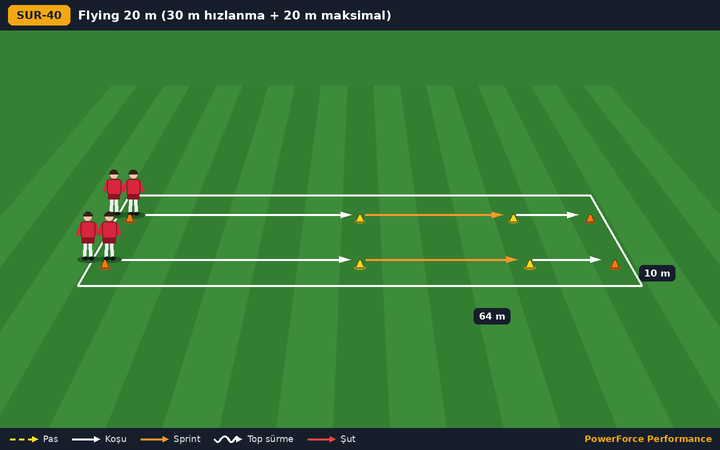 SUR-40 Flying 20 m (30 m hızlanma + 20 m maksimal)
10 m
64 m
Pas Koşu Sprint Top sürme Şut PowerForce Performance